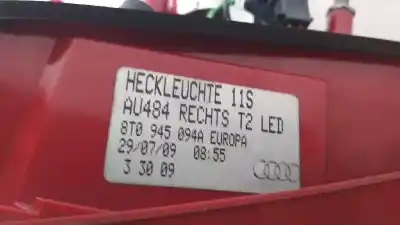 HECKLEUCHTE 11S
AU484 RECHTS T2 LED
8T0 945 094A EUROPA
29/07/09 08:55
3 30 09